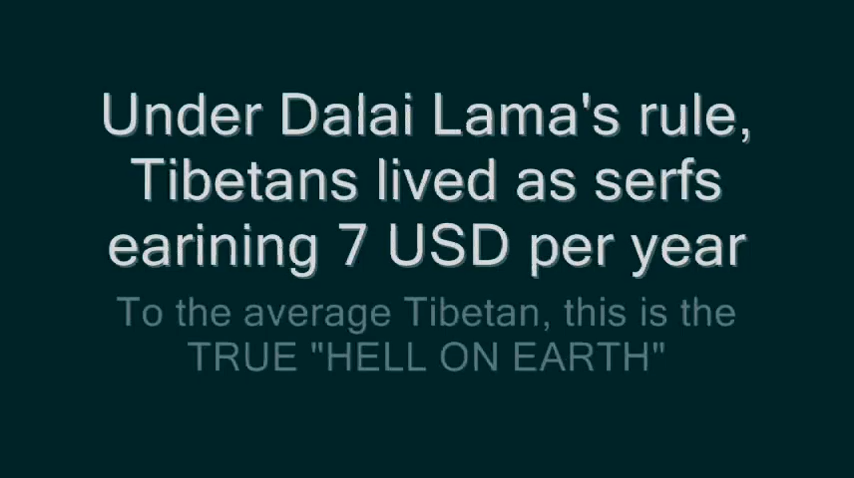 Under Dalai Lama's rule,
Tibetans lived as serfs
earining 7 USD per year
To the average Tibetan, this is the
TRUE "HELL ON EARTH"